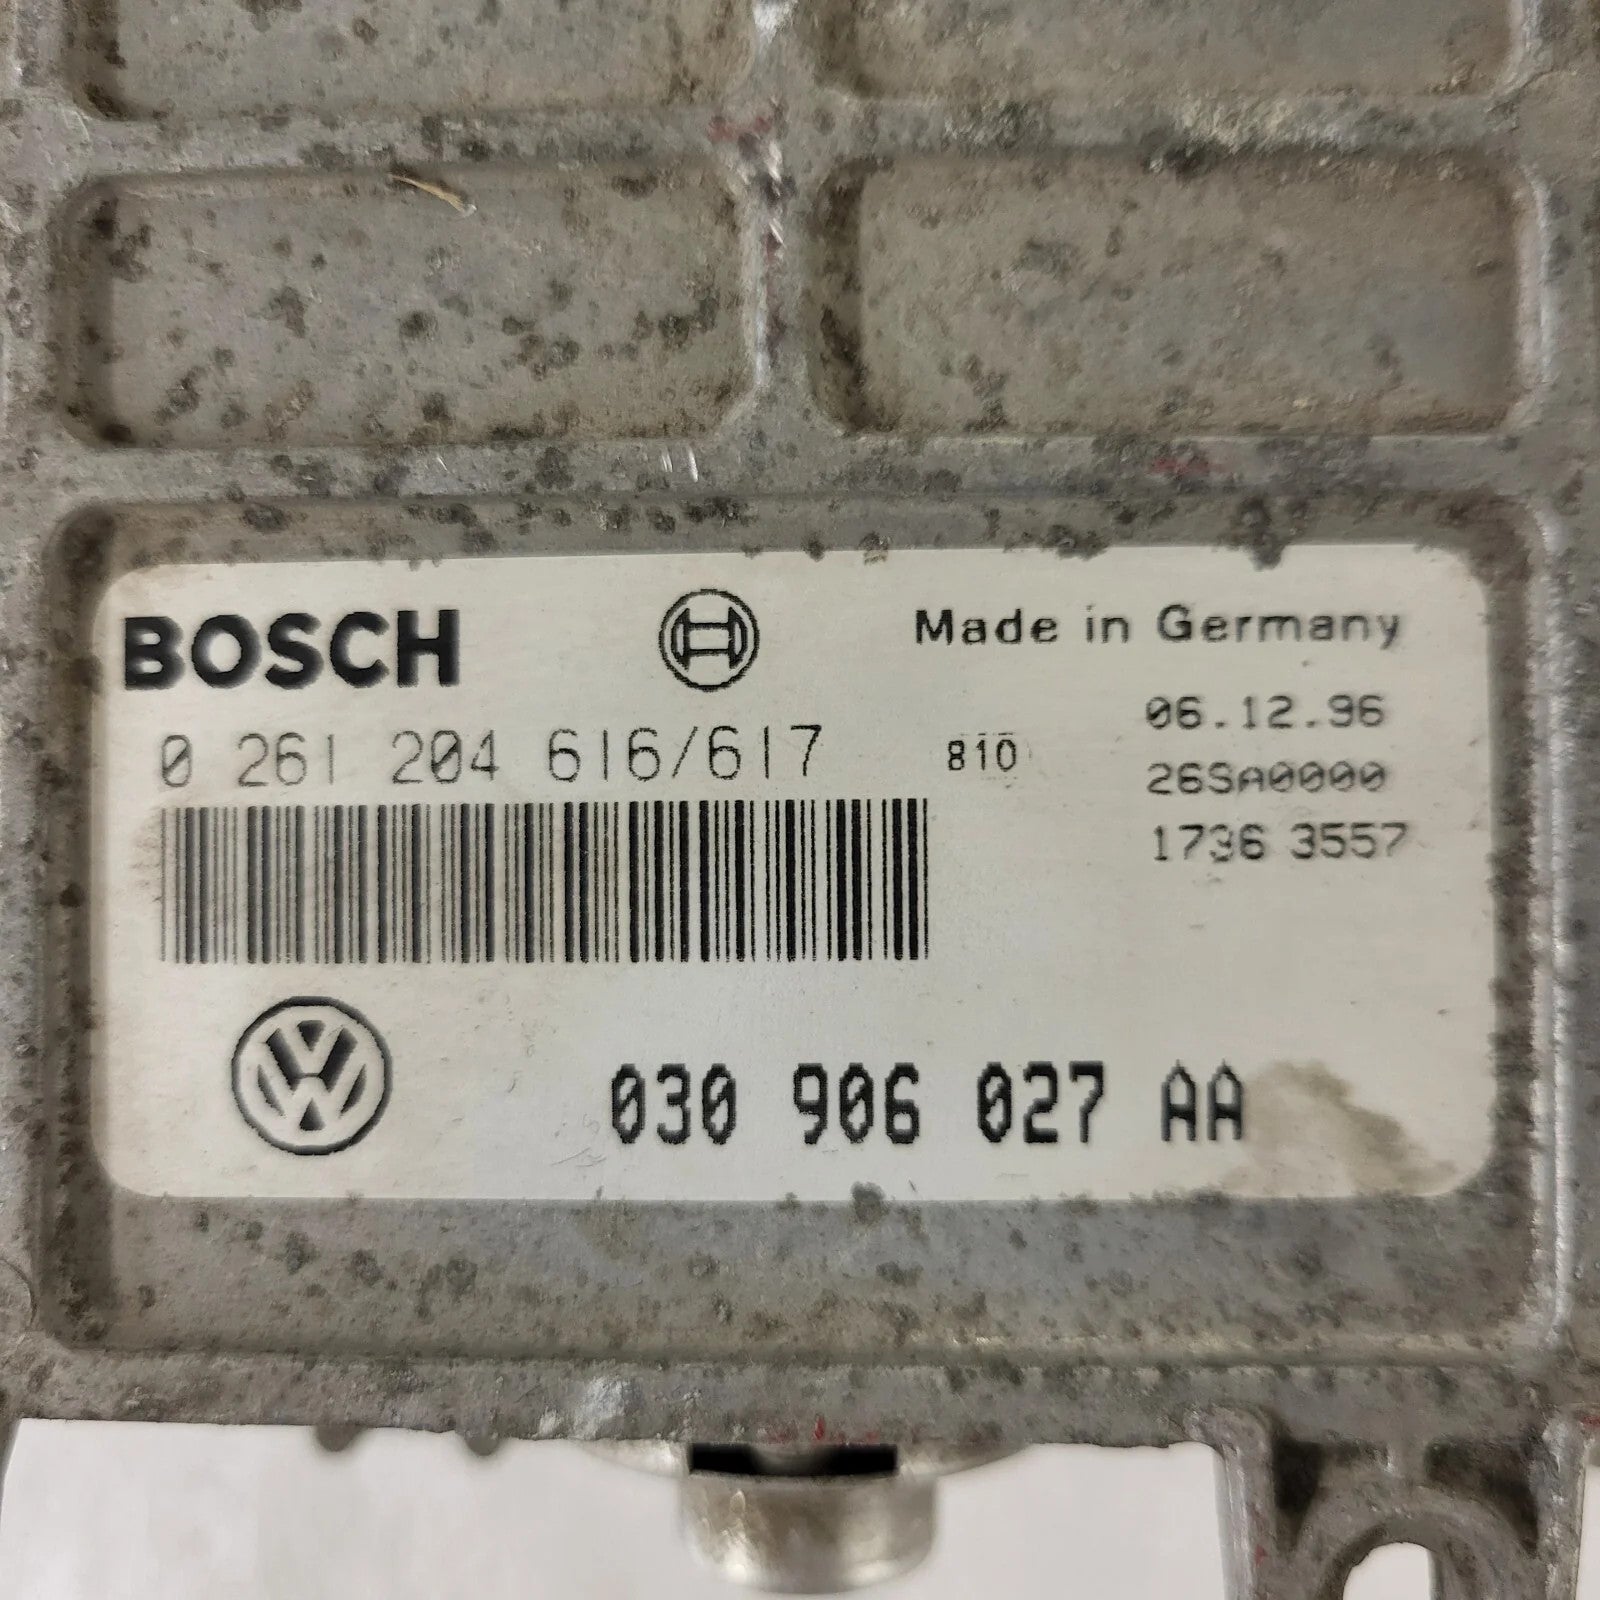 BOSCH
Made in Germany
06.12.96
0 261 204 616/617
810
26SA0000
1736 3557
030 906 027 AA